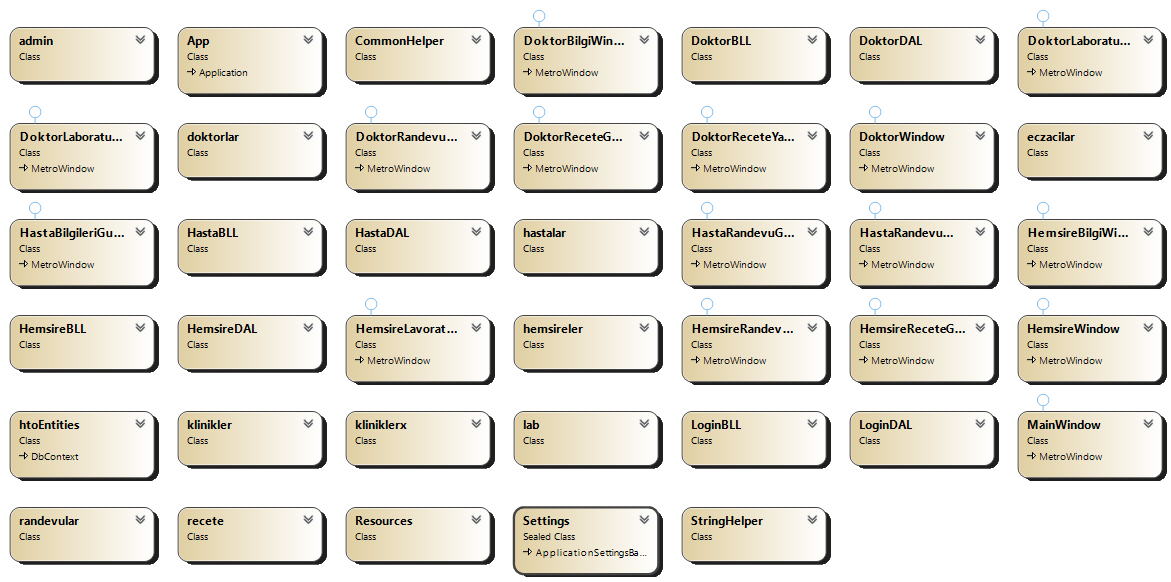 admin
Class
App
Class
Application
CommonHelper
Class
DoktorBilgiWin...
Class
MetroWindow
DoktorBLL
Class
DoktorDAL
Class
DoktorLaboratu...
Class
MetroWindow
DoktorLaboratu...
Class
MetroWindow
doktorlar
Class
DoktorRandevu...
Class
MetroWindow
DoktorReceteG...
Class
MetroWindow
DoktorReceteYa...
Class
MetroWindow
DoktorWindow
Class
MetroWindow
eczacilar
Class
HastaBilgileriGu...
Class
MetroWindow
HastaBLL
Class
HastaDAL
Class
hastalar
Class
HastaRandevuG...
Class
MetroWindow
HastaRandevu...
Class
MetroWindow
HemsireBilgiWi...
Class
MetroWindow
HemsireBLL
Class
HemsireDAL
Class
HemsireLavorat...
Class
MetroWindow
hemsireler
Class
HemsireRandev...
Class
MetroWindow
HemsireReceteG...
Class
MetroWindow
HemsireWindow
Class
MetroWindow
htoEntities
Class
DbContext
klinikler
Class
kliniklerx
Class
lab
Class
LoginBLL
Class
LoginDAL
Class
MainWindow
Class
MetroWindow
randevular
Class
recete
Class
Resources
Class
Settings
Sealed Class
ApplicationSettingsBa...
StringHelper
Class